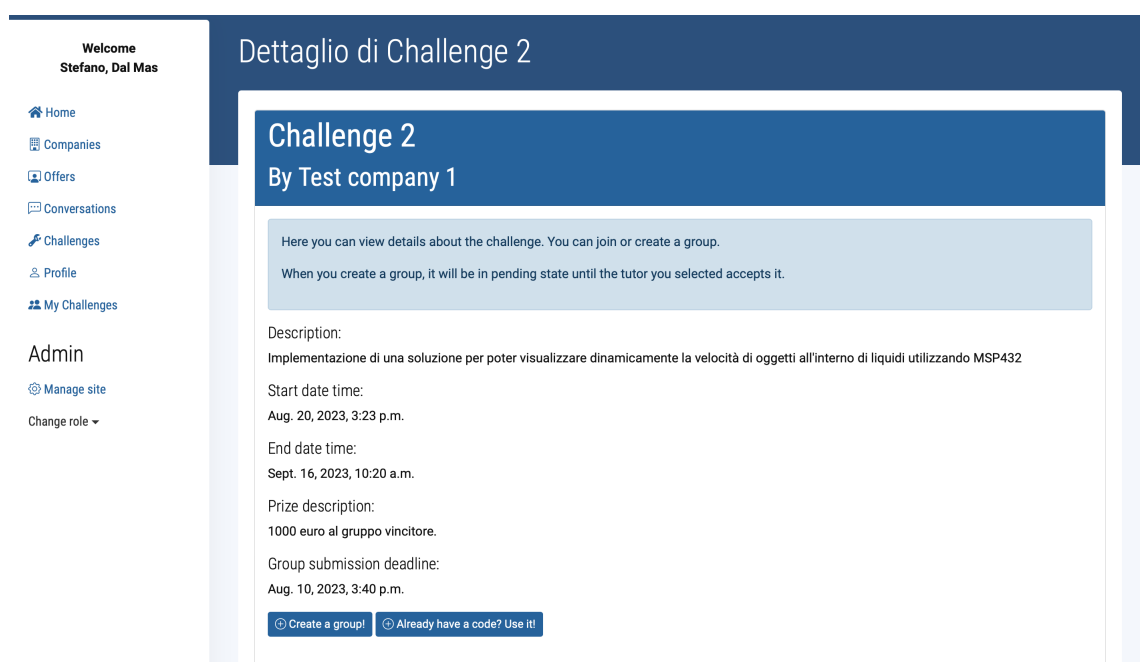 Welcome
Stefano, Dal Mas
Home
Companies
Offers
Conversations
Challenges
Profile
My Challenges
Admin
Manage site
Change role
Dettaglio di Challenge 2
Challenge 2
By Test company 1
Here you can view details about the challenge. You can join or create a group.
When you create a group, it will be in pending state until the tutor you selected accepts it.
Description:
Implementazione di una soluzione per poter visualizzare dinamicamente la velocità di oggetti all'interno di liquidi utilizzando MSP432
Start date time:
Aug. 20, 2023, 3:23 p.m.
End date time:
Sept. 16, 2023, 10:20 a.m.
Prize description:
1000 euro al gruppo vincitore.
Group submission deadline:
Aug. 10, 2023, 3:40 p.m.
Create a group! Already have a code? Use it!